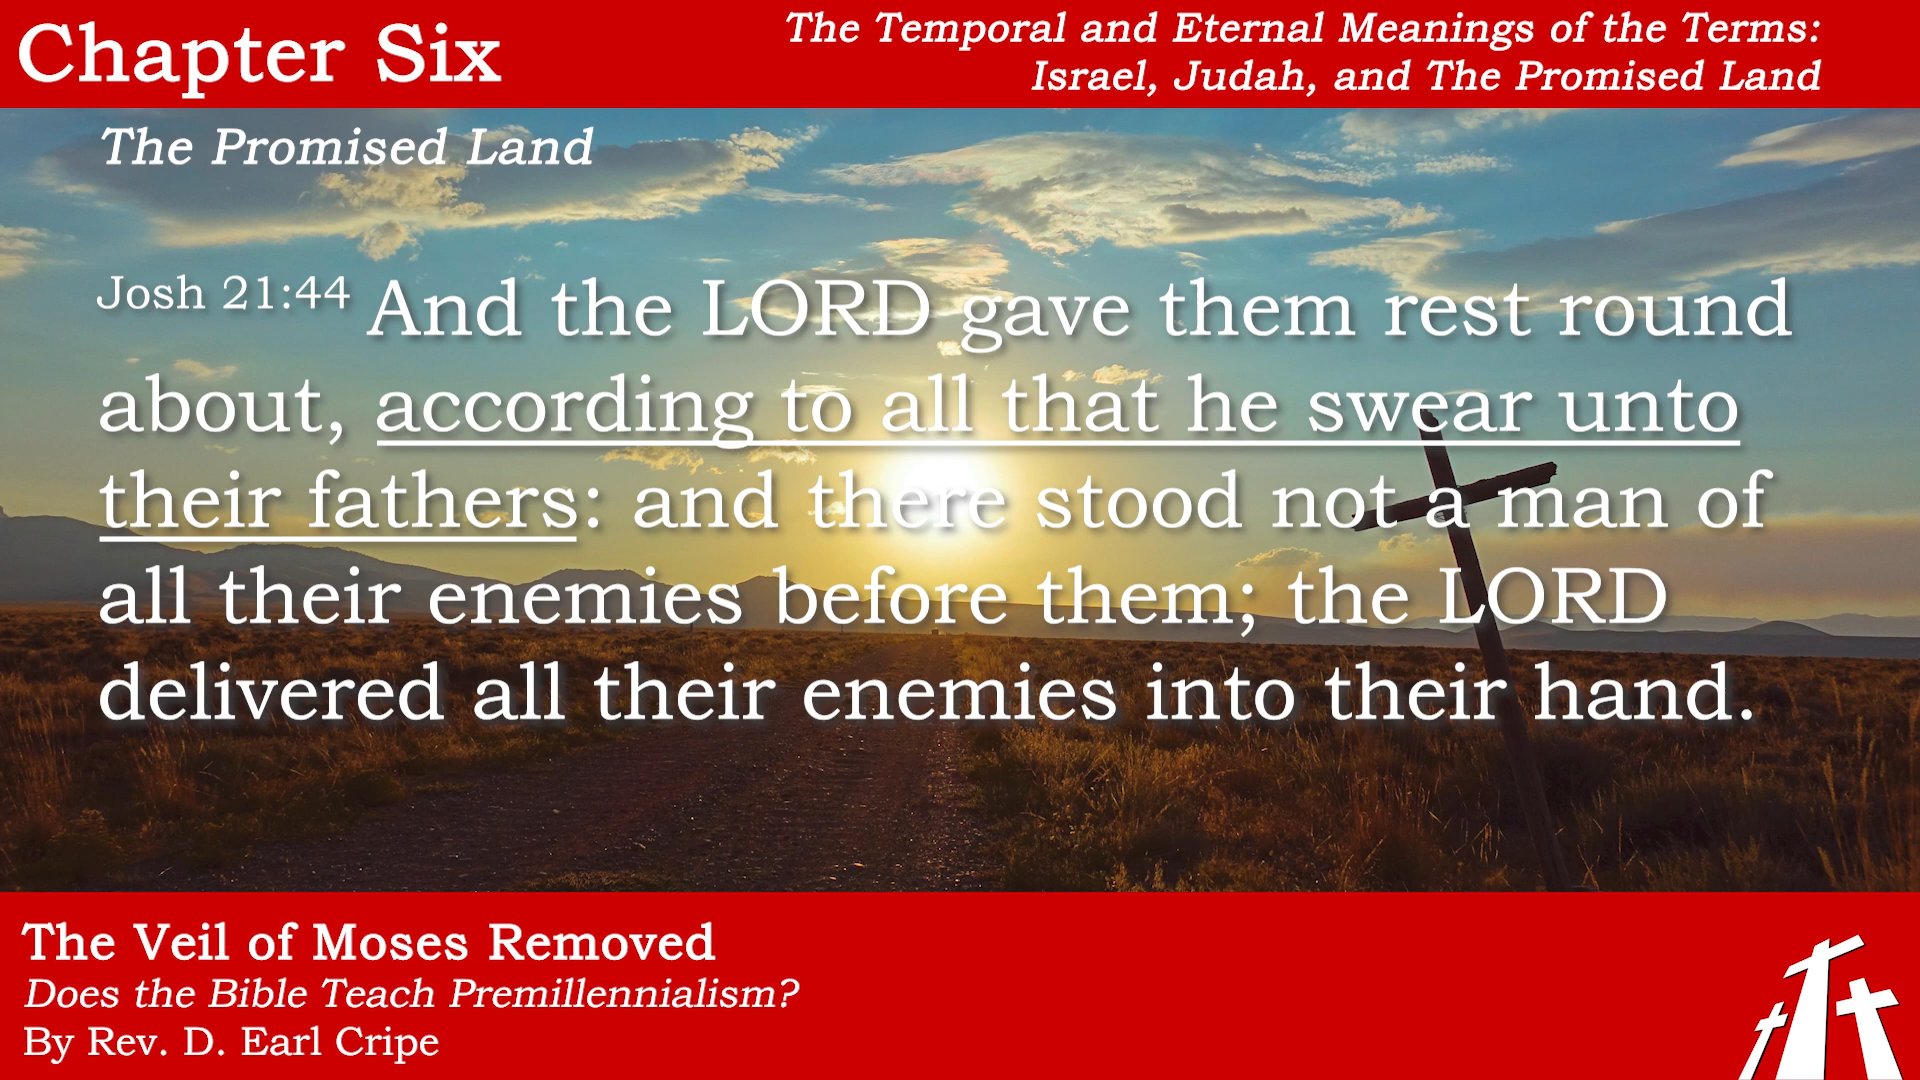 Chapter Six
The Temporal and Eternal Meanings of the Terms:
Israel, Judah, and The Promised Land
The Promised Land
Josh 21:44 And the LORD gave them rest round
about, according to all that he swear unto
their fathers: and there stood not a man of
all their enemies before them; the LORD
delivered all their enemies into their hand.
The Veil of Moses Removed
Does the Bible Teach Premillennialism?
By Rev. D. Earl Cripe